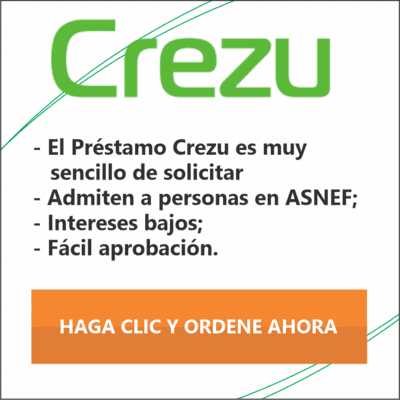 Crezu
- El Préstamo Crezu es muy
sencillo de solicitar
- Admiten a personas en ASNEF;
- Intereses bajos;
- Fácil aprobación.
HAGA CLIC Y ORDENE AHORA